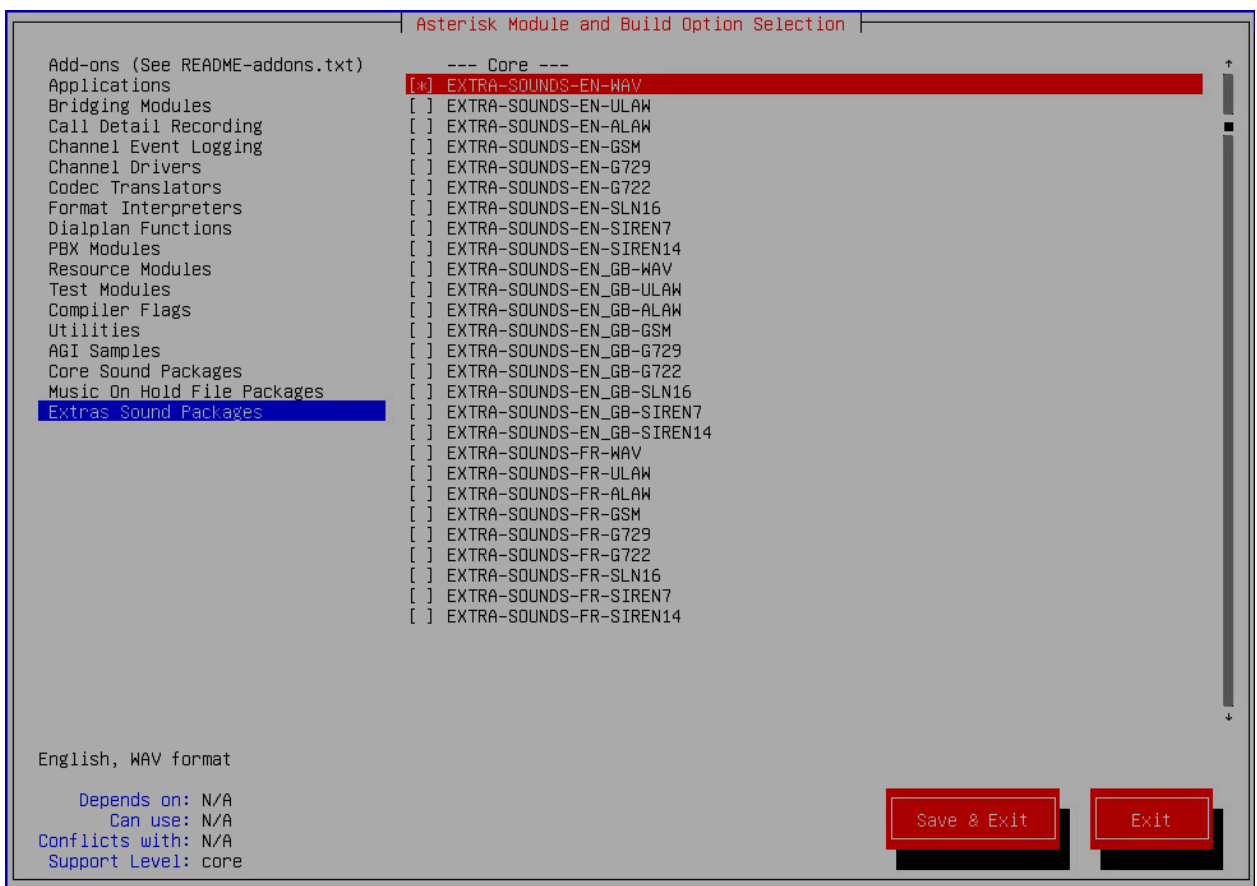 Asterisk Module and Build Option Selection
Add-ons (See README-addons.txt)
Applications
Bridging Modules
Call Detail Recording
Channel Event Logging
Channel Drivers
Codec Translators
Format Interpreters
Dialplan Functions
PBX Modules
Resource Modules
Test Modules
Compiler Flags
Utilities
AGI Samples
Core Sound Packages
Music On Hold File Packages
Extras Sound Packages
--- Core ---
[*] EXTRA-SOUNDS-EN-WAV
[ ] EXTRA-SOUNDS-EN-ULAW
[ ] EXTRA-SOUNDS-EN-ALAW
[ ] EXTRA-SOUNDS-EN-GSM
[ ] EXTRA-SOUNDS-EN-G729
[ ] EXTRA-SOUNDS-EN-G722
[ ] EXTRA-SOUNDS-EN-SLN16
[ ] EXTRA-SOUNDS-EN-SIREN7
[ ] EXTRA-SOUNDS-EN-SIREN14
[ ] EXTRA-SOUNDS-EN_GB-WAV
[ ] EXTRA-SOUNDS-EN_GB-ULAW
[ ] EXTRA-SOUNDS-EN_GB-ALAW
[ ] EXTRA-SOUNDS-EN_GB-GSM
[ ] EXTRA-SOUNDS-EN_GB-G729
[ ] EXTRA-SOUNDS-EN_GB-G722
[ ] EXTRA-SOUNDS-EN_GB-SLN16
[ ] EXTRA-SOUNDS-EN_GB-SIREN7
[ ] EXTRA-SOUNDS-EN_GB-SIREN14
[ ] EXTRA-SOUNDS-FR-WAV
[ ] EXTRA-SOUNDS-FR-ULAW
[ ] EXTRA-SOUNDS-FR-ALAW
[ ] EXTRA-SOUNDS-FR-GSM
[ ] EXTRA-SOUNDS-FR-G729
[ ] EXTRA-SOUNDS-FR-G722
[ ] EXTRA-SOUNDS-FR-SLN16
[ ] EXTRA-SOUNDS-FR-SIREN7
[ ] EXTRA-SOUNDS-FR-SIREN14
English, WAV format
Depends on: N/A
Can use: N/A
Conflicts with: N/A
Support Level: core
Save & Exit
Exit